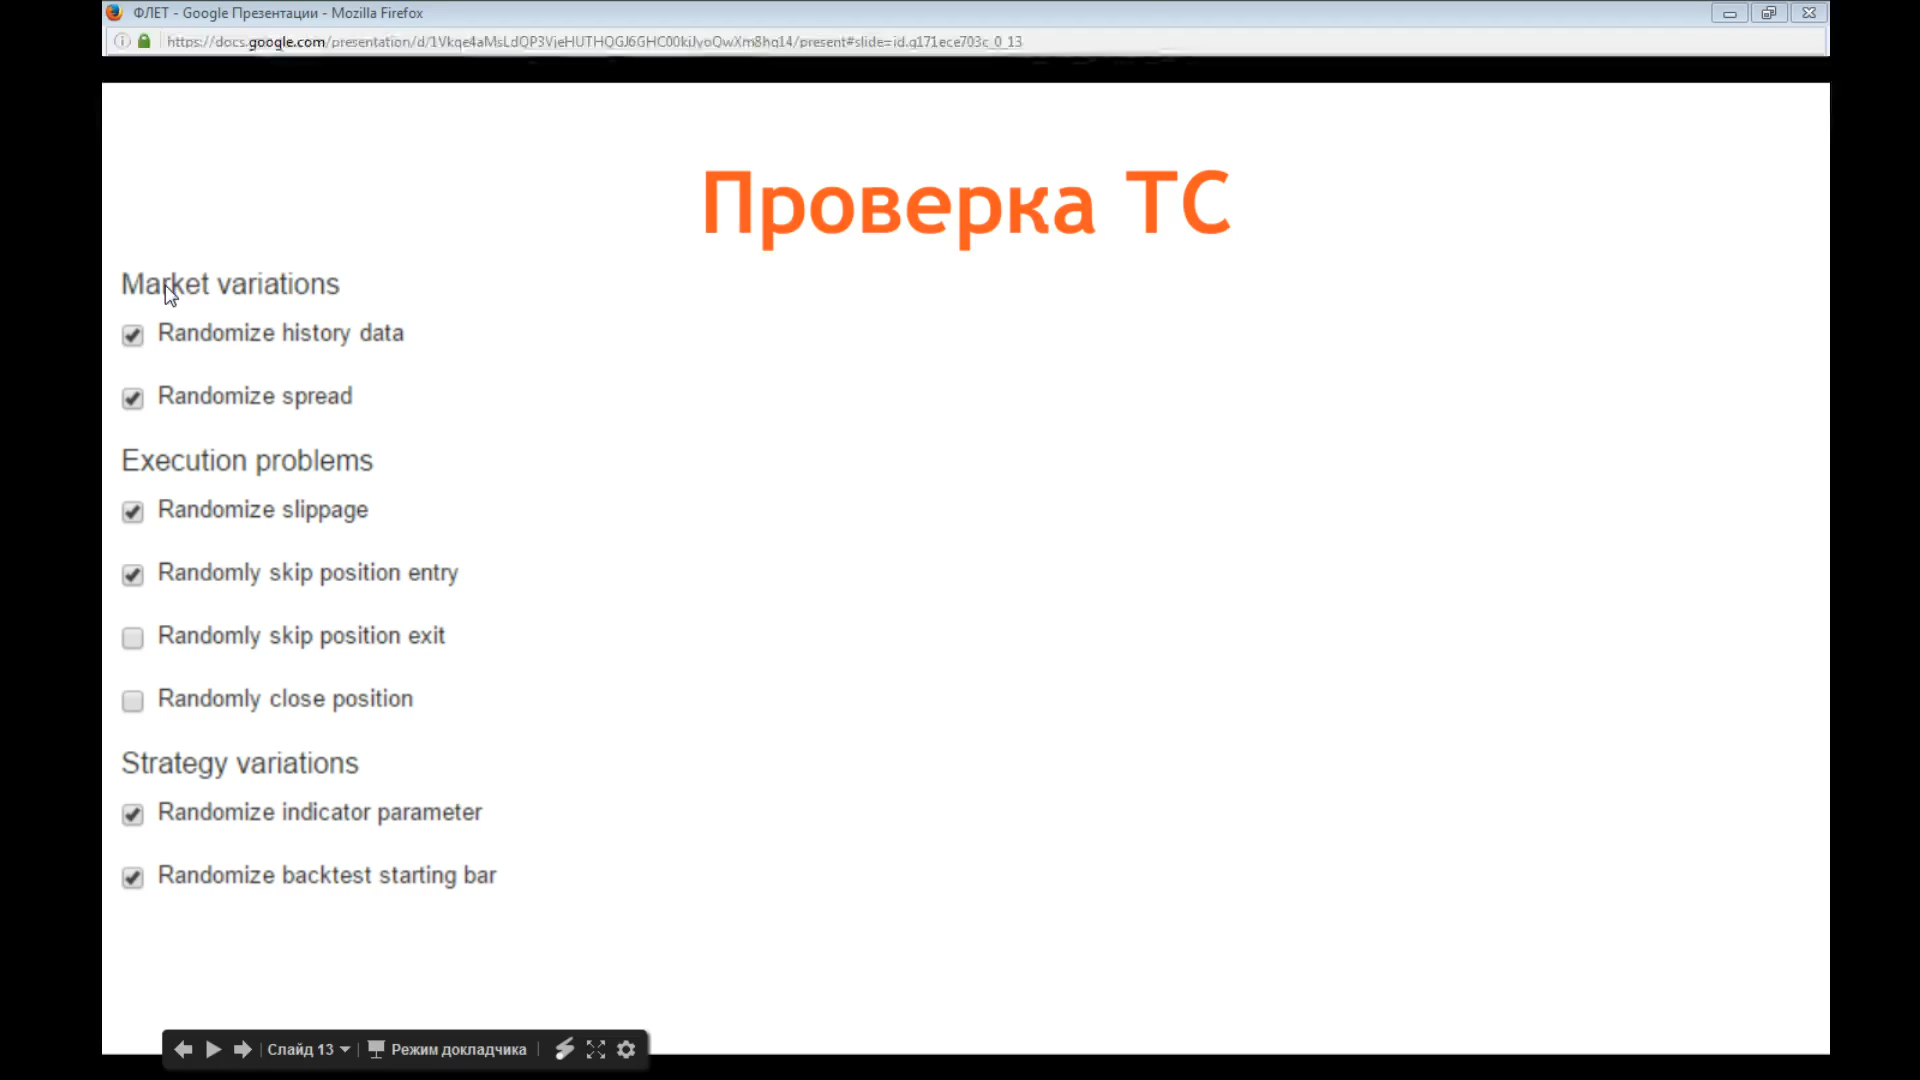 ФЛЕТ - Google Презентации - Mozilla Firefox
https://docs.google.com/presentation/d/1Vkqe4aMsLdQP3VjeHUTHQGJ6GHC00kiJyoQwXm8hq14/present#slide=id.g171ece703c_0_13
Проверка ТС
Market variations
Randomize history data
Randomize spread
Execution problems
Randomize slippage
Randomly skip position entry
Randomly skip position exit
Randomly close position
Strategy variations
Randomize indicator parameter
Randomize backtest starting bar
Слайд 13
Режим докладчика